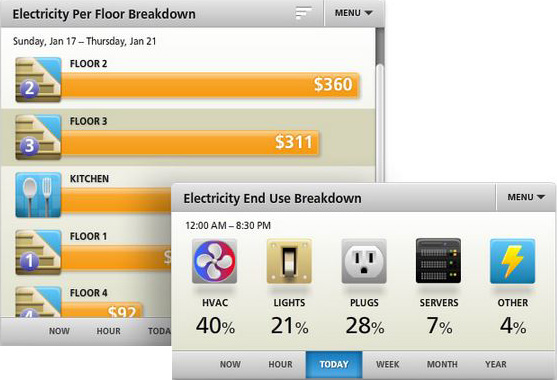 Electricity Per Floor Breakdown
MENU
Sunday, Jan 17 – Thursday, Jan 21
FLOOR 2
2
$360
FLOOR 3
3
$311
KITCHEN
FLOOR 1
1
$
FLOOR 4
4
$92
NOW HOUR TODA
Electricity End Use Breakdown
MENU
12:00 AM – 8:30 PM
HVAC LIGHTS PLUGS SERVERS OTHER
40% 21% 28% 7% 4%
NOW HOUR TODAY WEEK MONTH YEAR